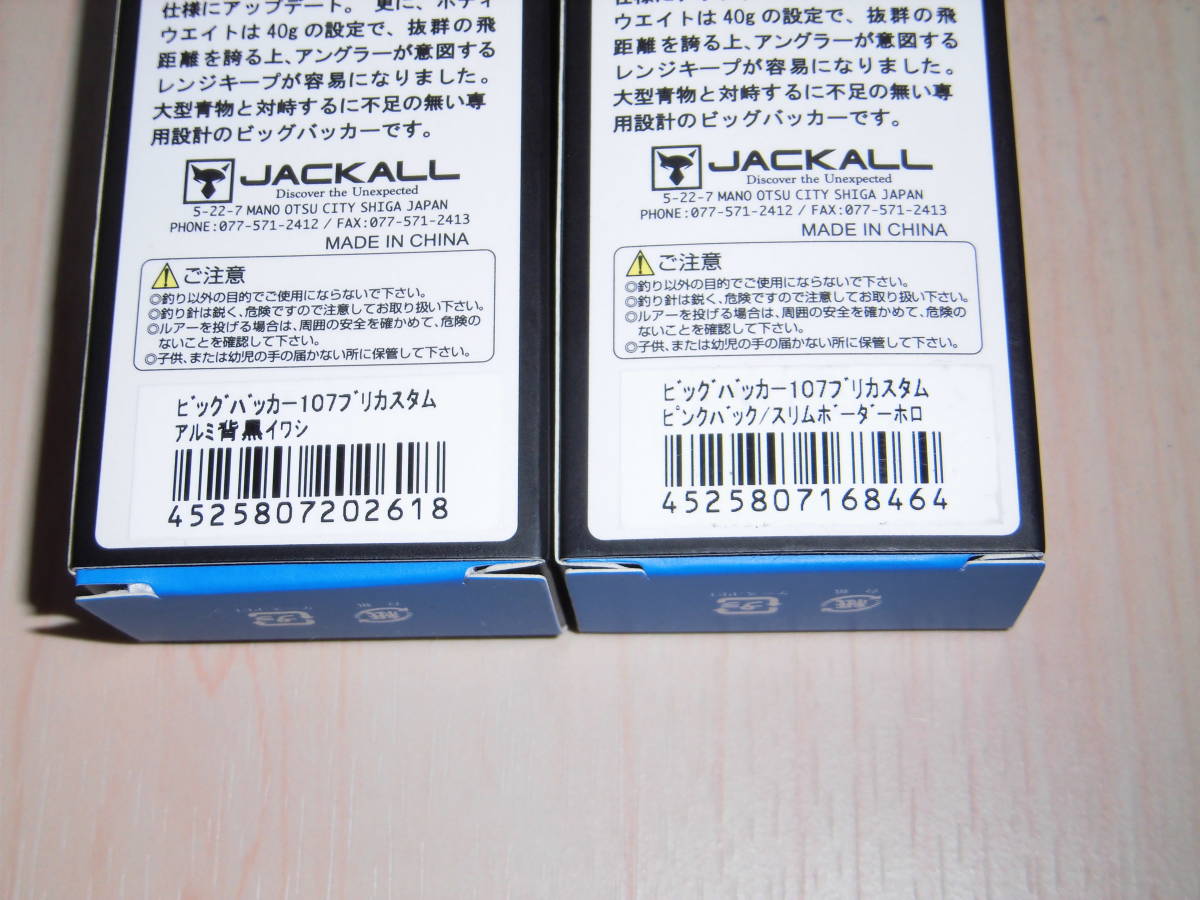 仕様にアップデート。 更に、ボディ
ウエイトは40gの設定で、抜群の飛
距離を誇る上、アングラーが意図する
レンジキープが容易になりました。
大型青物と対峙するに不足の無い専
用設計のビッグバッカーです。
JACKALL
Discover the Unexpected
5-22-7 MANO OTSU CITY SHIGA JAPAN
PHONE:077-571-2412 / FAX:077-571-2413
MADE IN CHINA
ご注意
◎釣り以外の目的でご使用にならないで下さい。
◎釣り針は鋭く、危険ですので注意してお取り扱い下さい。
◎ルアーを投げる場合は、周囲の安全を確かめて、危険の
ないことを確認して下さい。
◎子供、または幼児の手の届かない所に保管して下さい。
ビッグバッカー107ブリカスタム
アルミ背黒イワシ
4525807202618
ウエイトは40gの設定で、抜群の飛
距離を誇る上、アングラーが意図する
レンジキープが容易になりました。
大型青物と対峙するに不足の無い専
用設計のビッグバッカーです。
JACKALL
Discover the Unexpected
5-22-7 MANO OTSU CITY SHIGA JAPAN
PHONE:077-571-2412 / FAX:077-571-2413
MADE IN CHINA
ご注意
◎釣り以外の目的でご使用にならないで下さい。
◎釣り針は鋭く、危険ですので注意してお取り扱い下さい。
◎ルアーを投げる場合は、周囲の安全を確かめて、危険の
ないことを確認して下さい。
◎子供、または幼児の手の届かない所に保管して下さい。
ビッグバッカー107ブリカスタム
ピンクバック/スリムボーダーホロ
4525807168464